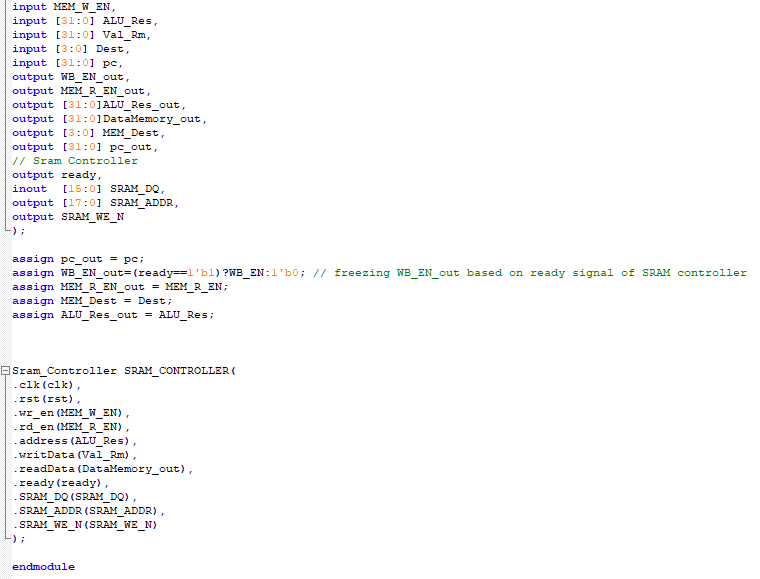 input MEM_W_EN,
input [31:0] ALU_Res,
input [31:0] Val_Rm,
input [3:0] Dest,
input [31:0] pc,
output WB_EN_out,
output MEM_R_EN_out,
output [31:0]ALU_Res_out,
output [31:0]DataMemory_out,
output [3:0] MEM_Dest,
output [31:0] pc_out,
// Sram Controller
output ready,
inout  [15:0] SRAM_DQ,
output [17:0] SRAM_ADDR,
output SRAM_WE_N
);
assign pc_out = pc;
assign WB_EN_out=(ready==1'b1)?WB_EN:1'b0; // freezing WB_EN_out based on ready signal of SRAM controller
assign MEM_R_EN_out = MEM_R_EN;
assign MEM_Dest = Dest;
assign ALU_Res_out = ALU_Res;
Sram_Controller SRAM_CONTROLLER(
.clk(clk),
.rst(rst),
.wr_en(MEM_W_EN),
.rd_en(MEM_R_EN),
.address(ALU_Res),
.writData(Val_Rm),
.readData(DataMemory_out),
.ready(ready),
.SRAM_DQ(SRAM_DQ),
.SRAM_ADDR(SRAM_ADDR),
.SRAM_WE_N(SRAM_WE_N)
);
endmodule